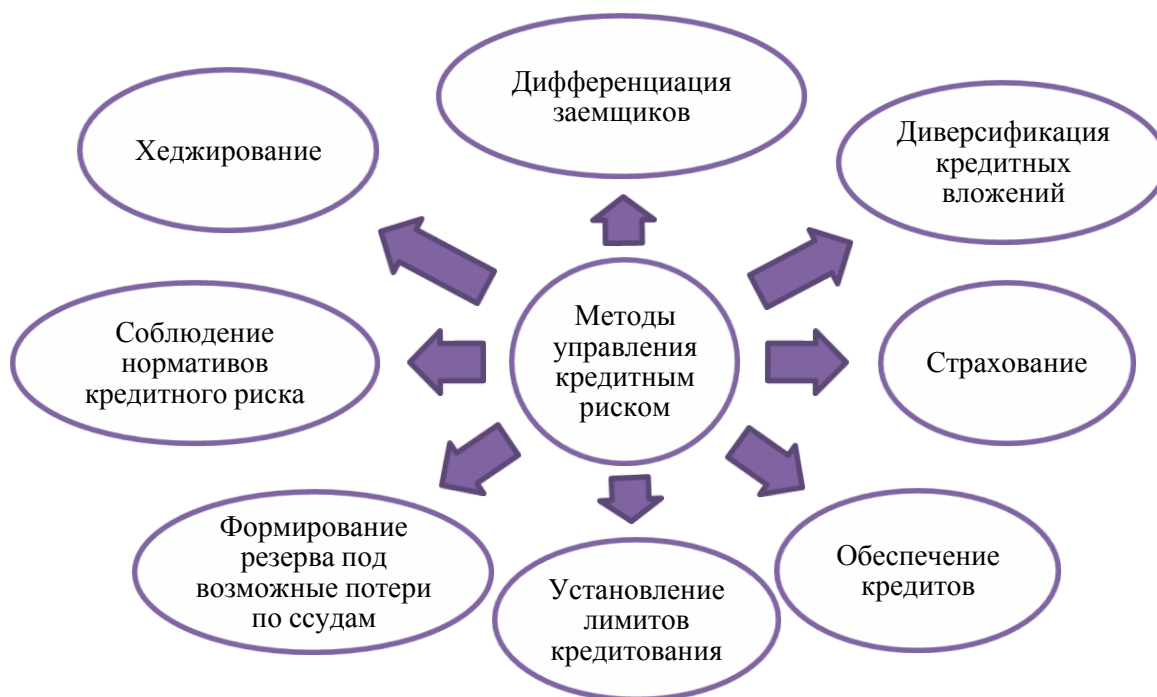 Дифференциация
заемщиков
Хеджирование
Диверсификация
кредитных
вложений
Соблюдение
нормативов
кредитного риска
Методы
управления
кредитным
риском
Страхование
Формирование
резерва под
возможные потери
по ссудам
Установление
лимитов
кредитования
Обеспечение
кредитов